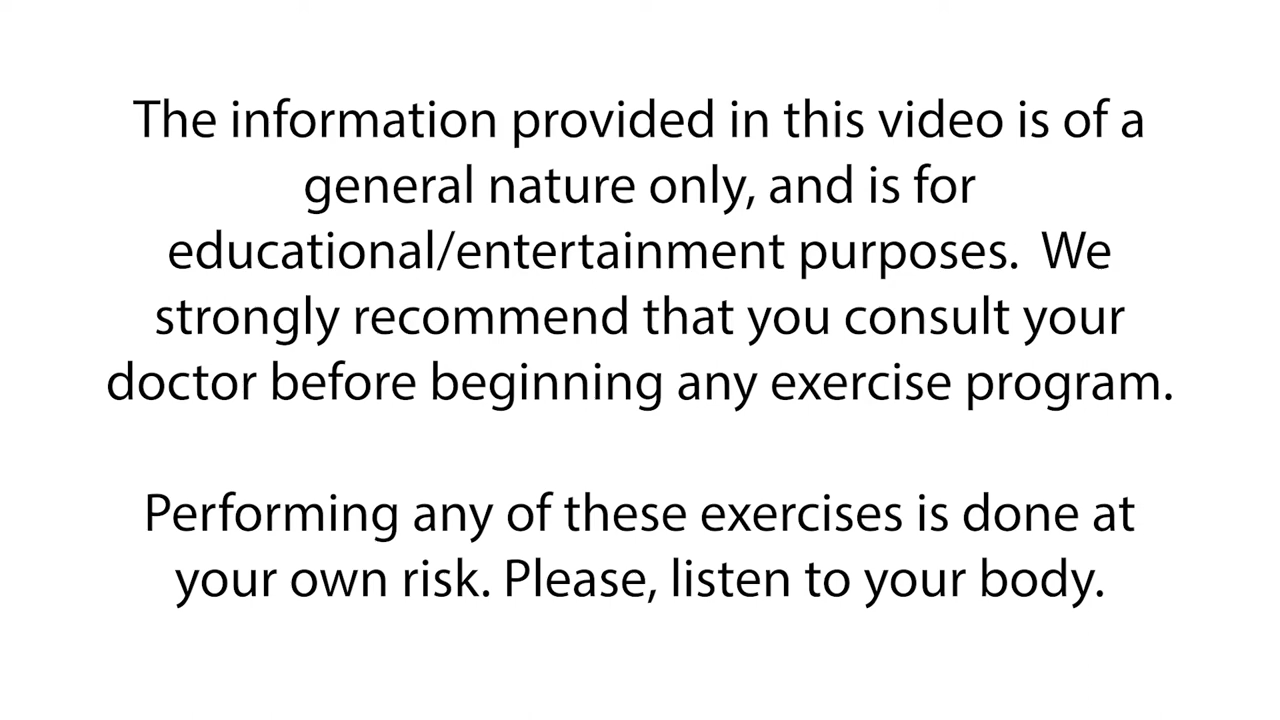 The information provided in this video is of a
general nature only, and is for
educational/entertainment purposes.  We
strongly recommend that you consult your
doctor before beginning any exercise program.
Performing any of these exercises is done at
your own risk. Please, listen to your body.